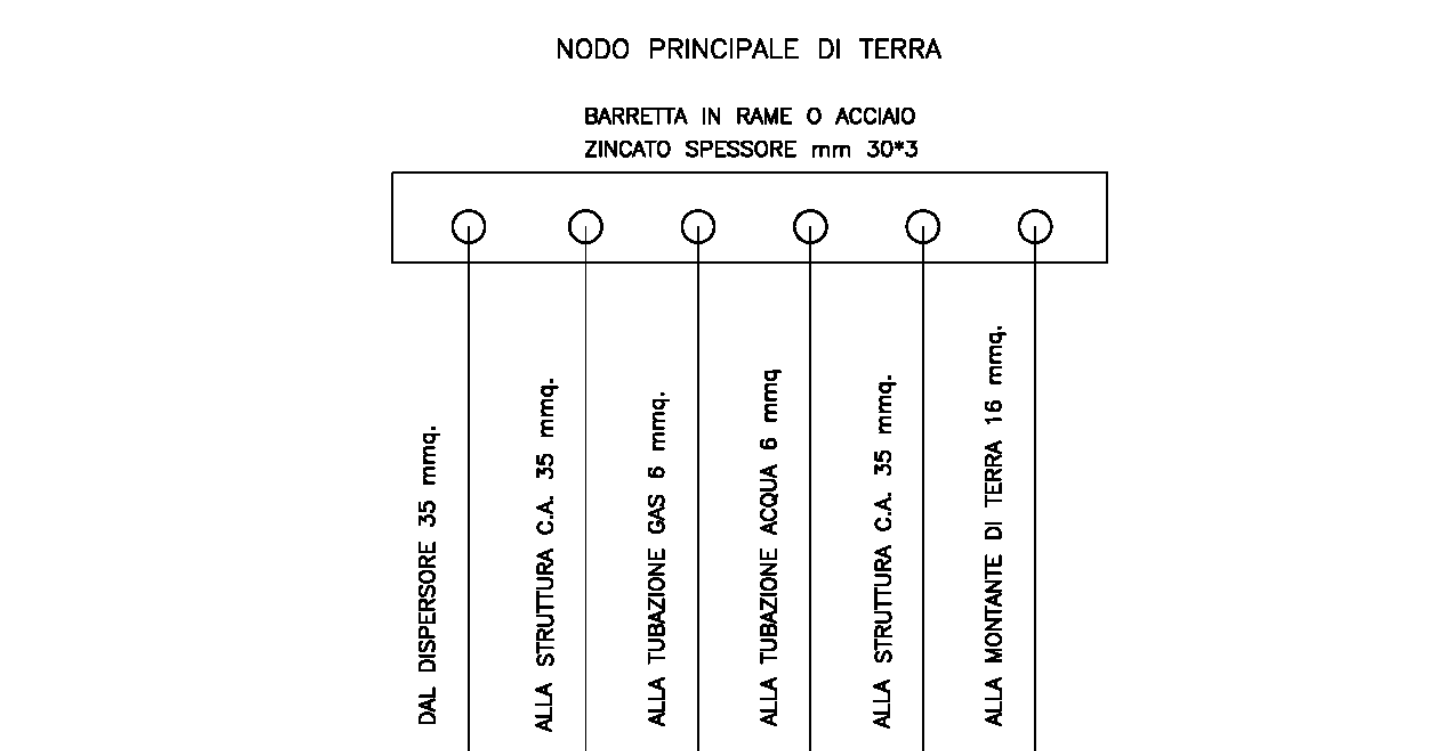 NODO PRINCIPALE DI TERRA
BARRETTA IN RAME O ACCIAIO
ZINCATO SPESSORE mm 30*3
DAL DISPERSORE 35 mmq.
ALLA STRUTTURA C.A. 35 mmq.
ALLA TUBAZIONE GAS 6 mmq.
ALLA TUBAZIONE ACQUA 6 mmq
ALLA STRUTTURA C.A. 35 mmq.
ALLA MONTANTE DI TERRA 16 mmq.